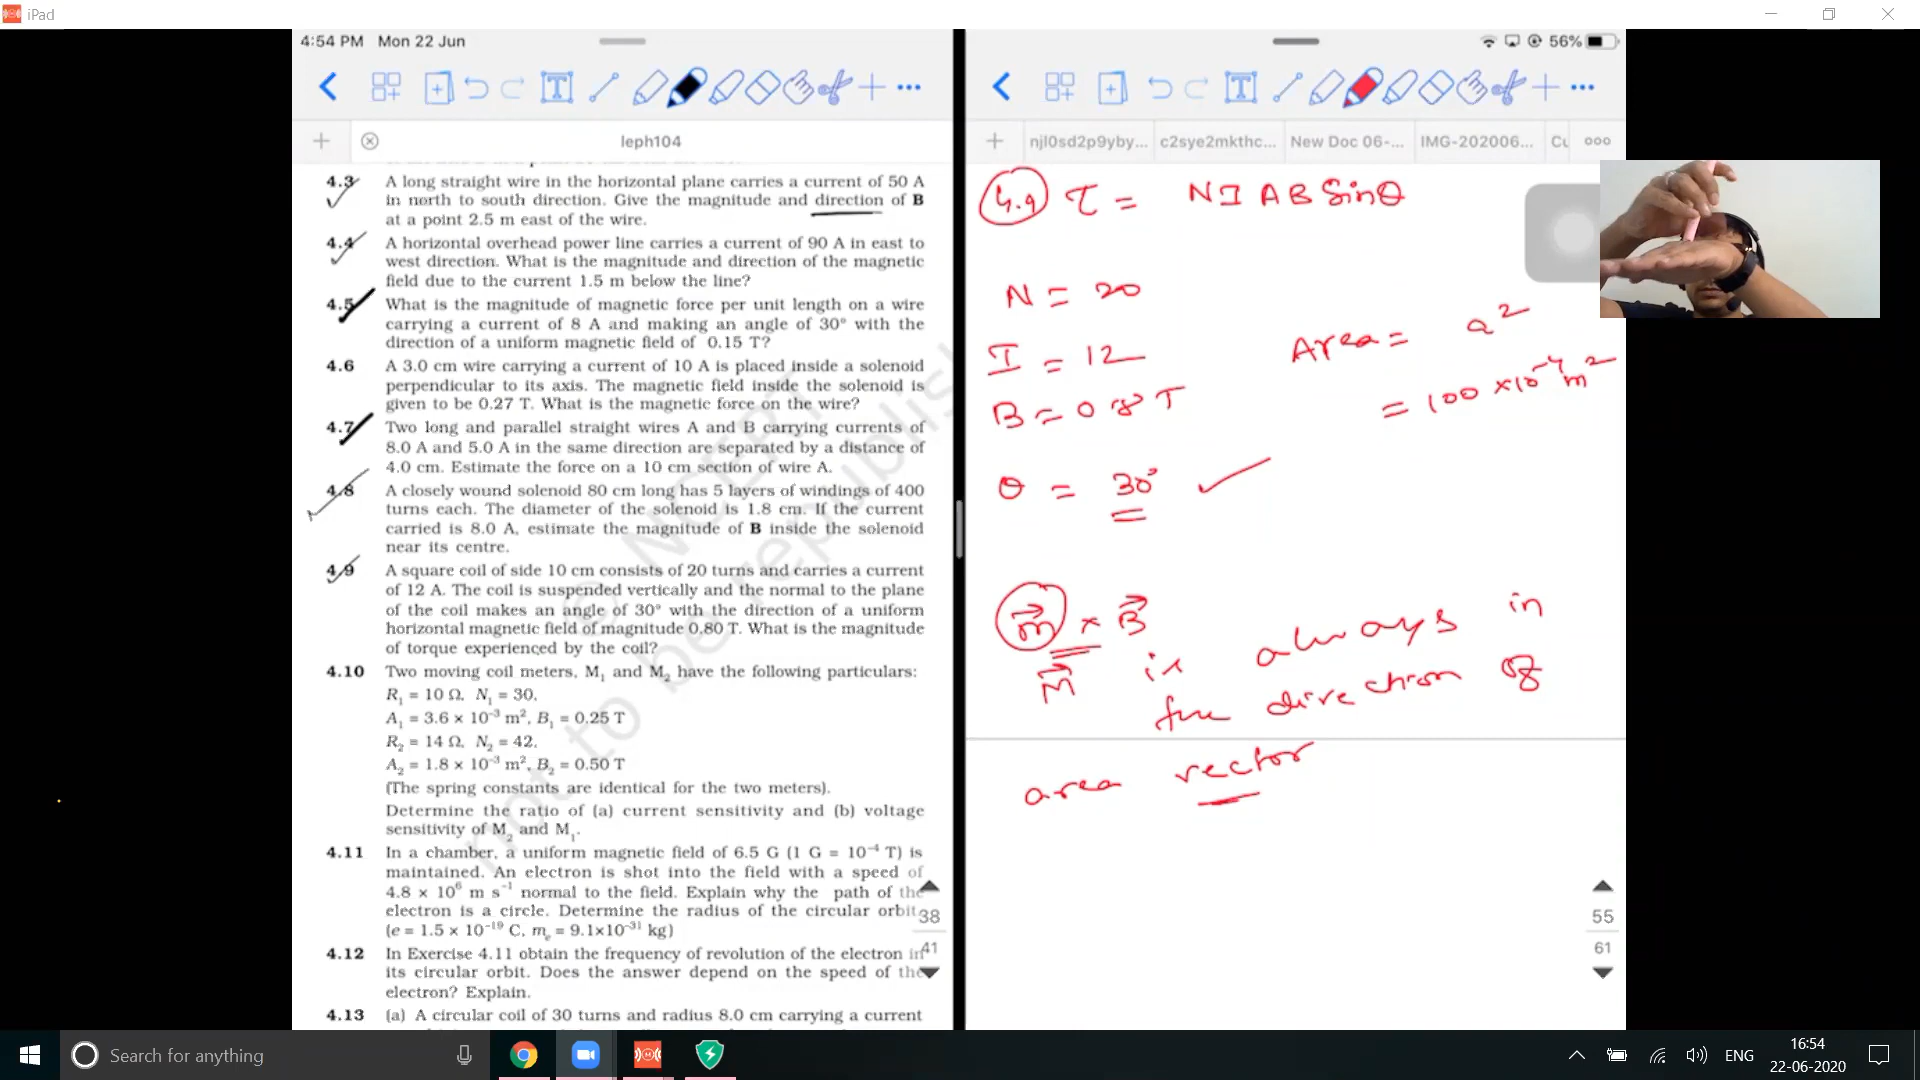 iPad
4:54 PM Mon 22 Jun
56%
leph104
njl0sd2p9yby... c2sye2mkthc... New Doc 06-... IMG-202006...
4.3 A long straight wire in the horizontal plane carries a current of 50 A
in north to south direction. Give the magnitude and direction of B
at a point 2.5 m east of the wire.
4.4 A horizontal overhead power line carries a current of 90 A in east to
west direction. What is the magnitude and direction of the magnetic
field due to the current 1.5 m below the line?
4.5 What is the magnitude of magnetic force per unit length on a wire
carrying a current of 8 A and making an angle of 30° with the
direction of a uniform magnetic field of 0.15 T?
4.6 A 3.0 cm wire carrying a current of 10 A is placed inside a solenoid
perpendicular to its axis. The magnetic field inside the solenoid is
given to be 0.27 T. What is the magnetic force on the wire?
4.7 Two long and parallel straight wires A and B carrying currents of
8.0 A and 5.0 A in the same direction are separated by a distance of
4.0 cm. Estimate the force on a 10 cm section of wire A.
4.8 A closely wound solenoid 80 cm long has 5 layers of windings of 400
turns each. The diameter of the solenoid is 1.8 cm. If the current
carried is 8.0 A, estimate the magnitude of B inside the solenoid
near its centre.
4.9 A square coil of side 10 cm consists of 20 turns and carries a current
of 12 A. The coil is suspended vertically and the normal to the plane
of the coil makes an angle of 30° with the direction of a uniform
horizontal magnetic field of magnitude 0.80 T. What is the magnitude
of torque experienced by the coil?
4.10 Two moving coil meters, M₁ and M₂ have the following particulars:
R₁ = 10 Ω, N₁ = 30,
A₁ = 3.6 × 10⁻³ m², B₁ = 0.25 T
R₂ = 14 Ω, N₂ = 42,
A₂ = 1.8 × 10⁻³ m², B₂ = 0.50 T
(The spring constants are identical for the two meters).
Determine the ratio of (a) current sensitivity and (b) voltage
sensitivity of M₂ and M₁.
4.11 In a chamber, a uniform magnetic field of 6.5 G (1 G = 10⁻⁴ T) is
maintained. An electron is shot into the field with a speed of
4.8 × 10⁶ m s⁻¹ normal to the field. Explain why the path of the
electron is a circle. Determine the radius of the circular orbit.
(e = 1.5 × 10⁻¹⁹ C, mₑ = 9.1×10⁻³¹ kg)
4.12 In Exercise 4.11 obtain the frequency of revolution of the electron in
its circular orbit. Does the answer depend on the speed of the
electron? Explain.
4.13 (a) A circular coil of 30 turns and radius 8.0 cm carrying a current
© NCERT
not to be republish
38
41
4.9 τ = NIAB Sinθ
N = 20
I = 12
B = 0.8 T
θ = 30°
Area = a²
= 100 × 10⁻⁴ m²
m × B
M is always in
the direction of
area vector
55
61
Search for anything
ENG
16:54
22-06-2020